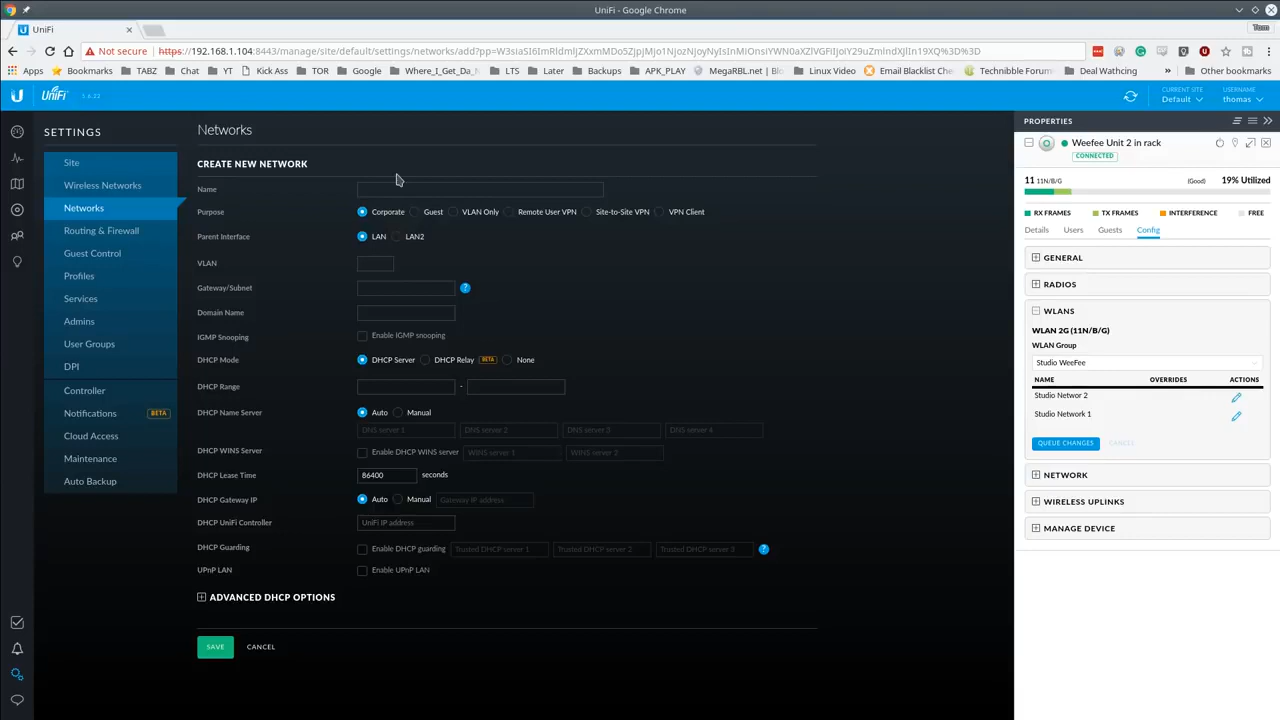 UniFi - Google Chrome
UniFi
Tom
Not secure https://192.168.1.104:8443/manage/site/default/settings/networks/add?pp=
Apps Bookmarks TABZ Chat YT Kick Ass TOR Google Where_I_Get_Da_ LTS Later Backups APK_PLAY MegaRBL.net | Blo Linux Video Email Blacklist Che Technibble Forum Deal Wathcing » Other bookmarks
U UniFi
CURRENT SITE
Default
USERNAME
thomas
SETTINGS
Site
Wireless Networks
Networks
Routing & Firewall
Guest Control
Profiles
Services
Admins
User Groups
DPI
Controller
Notifications BETA
Cloud Access
Maintenance
Auto Backup
Networks
CREATE NEW NETWORK
Name
Purpose Corporate Guest VLAN Only Remote User VPN Site-to-Site VPN VPN Client
Parent Interface LAN LAN2
VLAN
Gateway/Subnet ?
Domain Name
IGMP Snooping Enable IGMP snooping
DHCP Mode DHCP Server DHCP Relay BETA None
DHCP Range -
DHCP Name Server Auto Manual
DNS server 1 DNS server 2 DNS server 3 DNS server 4
DHCP WINS Server Enable DHCP WINS server WINS server 1 WINS server 2
DHCP Lease Time 86400 seconds
DHCP Gateway IP Auto Manual Gateway IP address
DHCP UniFi Controller UniFi IP address
DHCP Guarding Enable DHCP guarding Trusted DHCP server 1 Trusted DHCP server 2 Trusted DHCP server 3 ?
UPnP LAN Enable UPnP LAN
ADVANCED DHCP OPTIONS
SAVE CANCEL
PROPERTIES
Weefee Unit 2 in rack
CONNECTED
11 11N/B/G (Good) 19% Utilized
RX FRAMES TX FRAMES INTERFERENCE FREE
Details Users Guests Config
GENERAL
RADIOS
WLANS
WLAN 2G (11N/B/G)
WLAN Group
Studio WeeFee
NAME OVERRIDES ACTIONS
Studio Networ 2
Studio Network 1
QUEUE CHANGES CANCEL
NETWORK
WIRELESS UPLINKS
MANAGE DEVICE